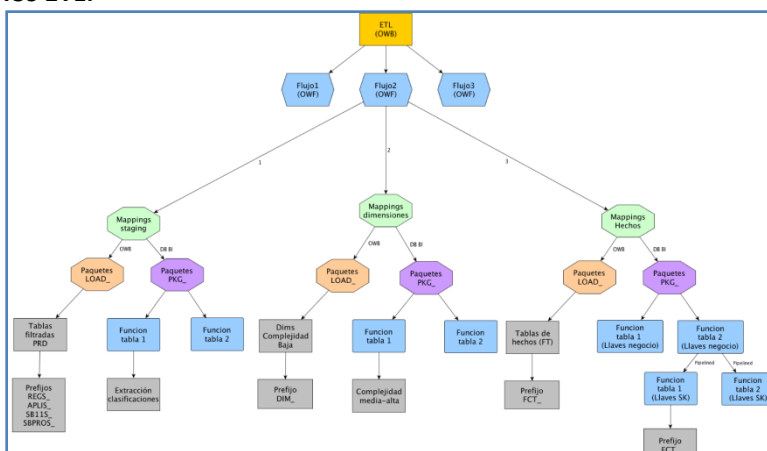 ETL
(OWB)
Flujo1
(OWF)
Flujo2
(OWF)
Flujo3
(OWF)
1
2
3
Mappings
staging
Mappings
dimensiones
Mappings
Hechos
OWB
DB BI
OWB
DB BI
OWB
DB BI
Paquetes
LOAD_
Paquetes
PKG_
Paquetes
LOAD_
Paquetes
PKG_
Paquetes
LOAD_
Paquetes
PKG_
Tablas
filtradas
PRD
Funcion
tabla 1
Funcion
tabla 2
Dims
Complejidad
Baja
Funcion
tabla 1
Funcion
tabla 2
Tablas de
hechos (FT)
Funcion
tabla 1
(Llaves negocio)
Funcion
tabla 2
(Llaves negocio)
Pipelined
Pipelined
Prefijos
REGS_
APLIS_
SB115_
SBPROS_
Extracción
clasificaciones
Prefijo
DIM_
Complejidad
media-alta
Prefijo
FCT_
Funcion
tabla 1
(Llaves SK)
Funcion
tabla 2
(Llaves SK)
Prefijo
FCT_